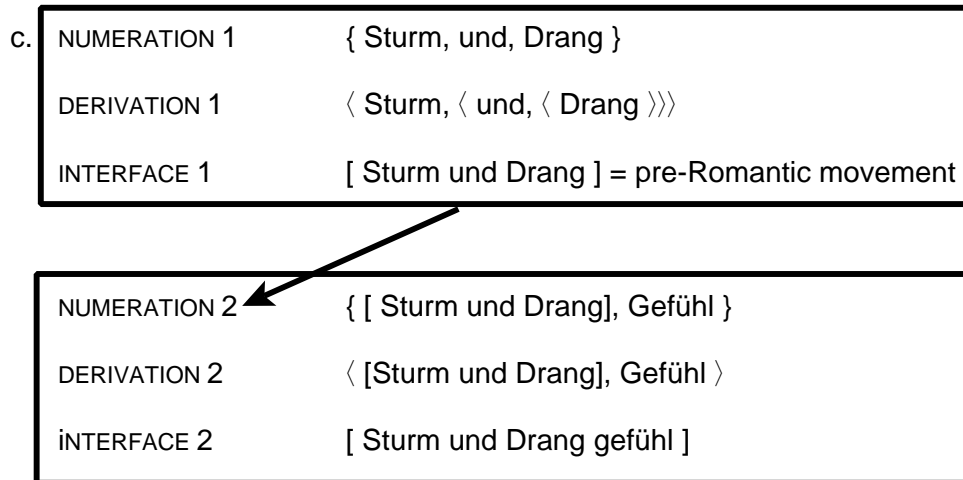 c. NUMERATION 1 { Sturm, und, Drang }
DERIVATION 1 〈 Sturm, 〈 und, 〈 Drang 〉〉〉
INTERFACE 1 [ Sturm und Drang ] = pre-Romantic movement
NUMERATION 2 { [ Sturm und Drang], Gefühl }
DERIVATION 2 〈 [Sturm und Drang], Gefühl 〉
iNTERFACE 2 [ Sturm und Drang gefühl ]